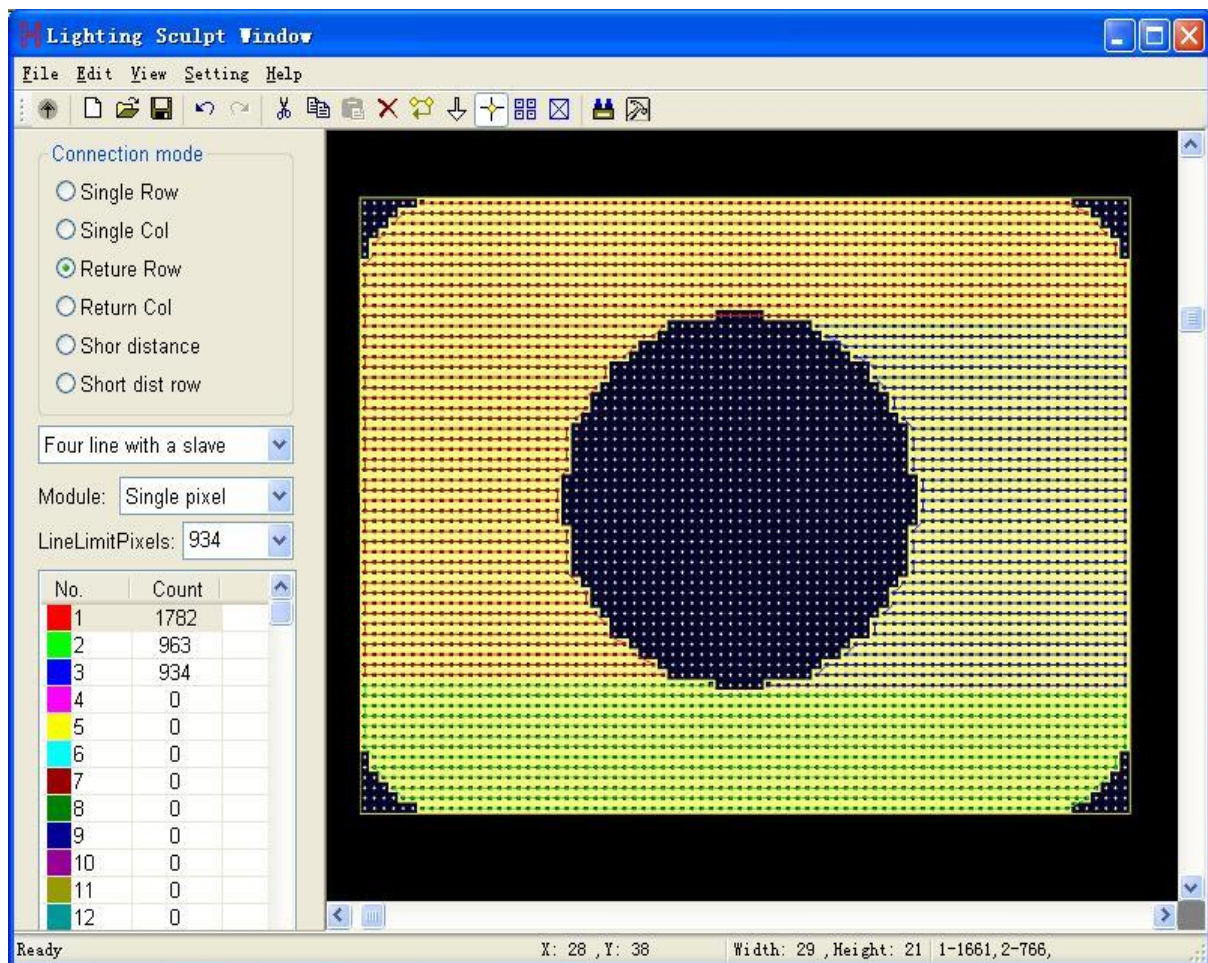 Lighting Sculpt Window
File Edit View Setting Help
Connection mode
Single Row
Single Col
Reture Row
Return Col
Shor distance
Short dist row
Four line with a slave
Module: Single pixel
LineLimitPixels: 934
No. Count
1 1782
2 963
3 934
4 0
5 0
6 0
7 0
8 0
9 0
10 0
11 0
12 0
Ready X: 28 ,Y: 38 Width: 29 ,Height: 21 1-1661,2-766,